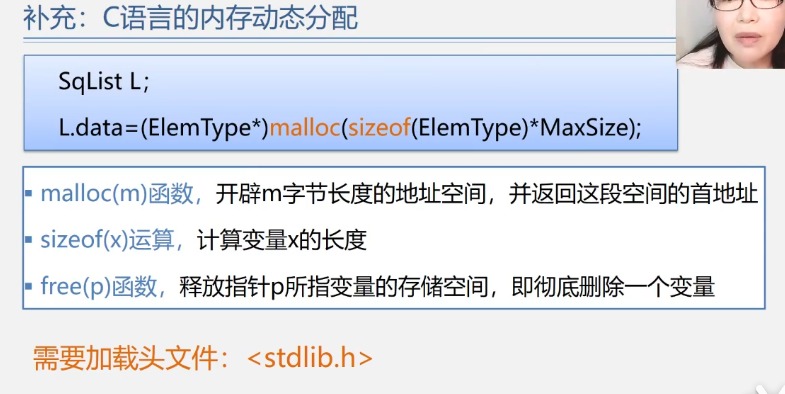 补充：C语言的内存动态分配
SqList L;
L.data=(ElemType*)malloc(sizeof(ElemType)*MaxSize);
▪ malloc(m)函数，开辟m字节长度的地址空间，并返回这段空间的首地址
▪ sizeof(x)运算，计算变量x的长度
▪ free(p)函数，释放指针p所指变量的存储空间，即彻底删除一个变量
需要加载头文件：<stdlib.h>